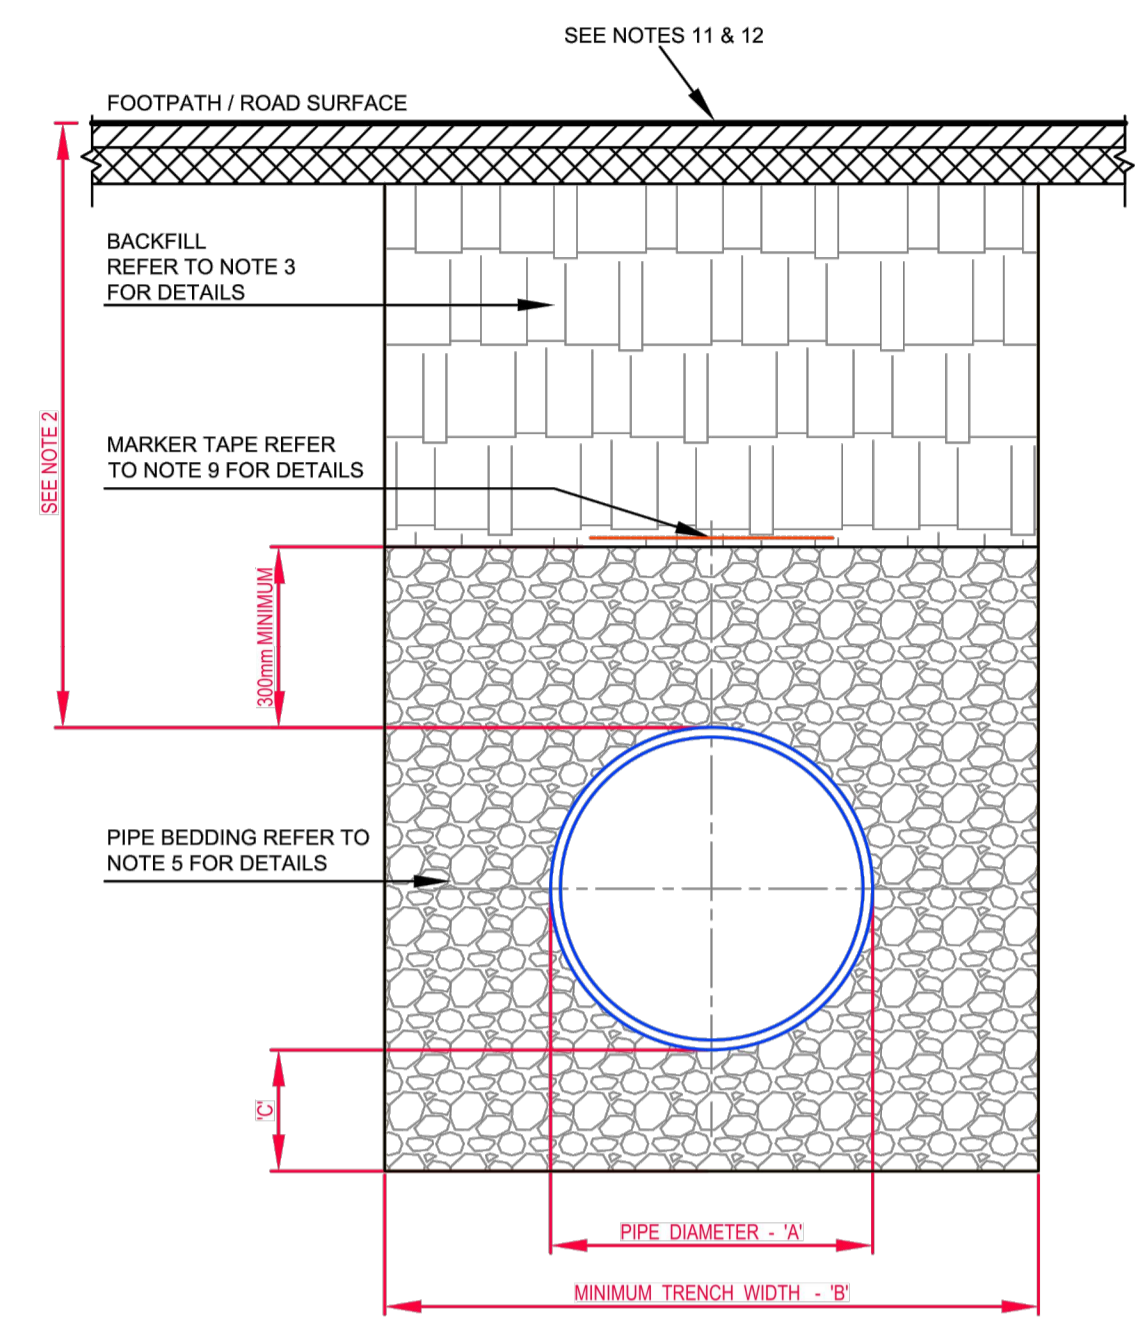 SEE NOTES 11 & 12
FOOTPATH / ROAD SURFACE
BACKFILL
REFER TO NOTE 3
FOR DETAILS
SEE NOTE 2
MARKER TAPE REFER
TO NOTE 9 FOR DETAILS
300mm MINIMUM
PIPE BEDDING REFER TO
NOTE 5 FOR DETAILS
'C'
PIPE DIAMETER - 'A'
MINIMUM TRENCH WIDTH - 'B'